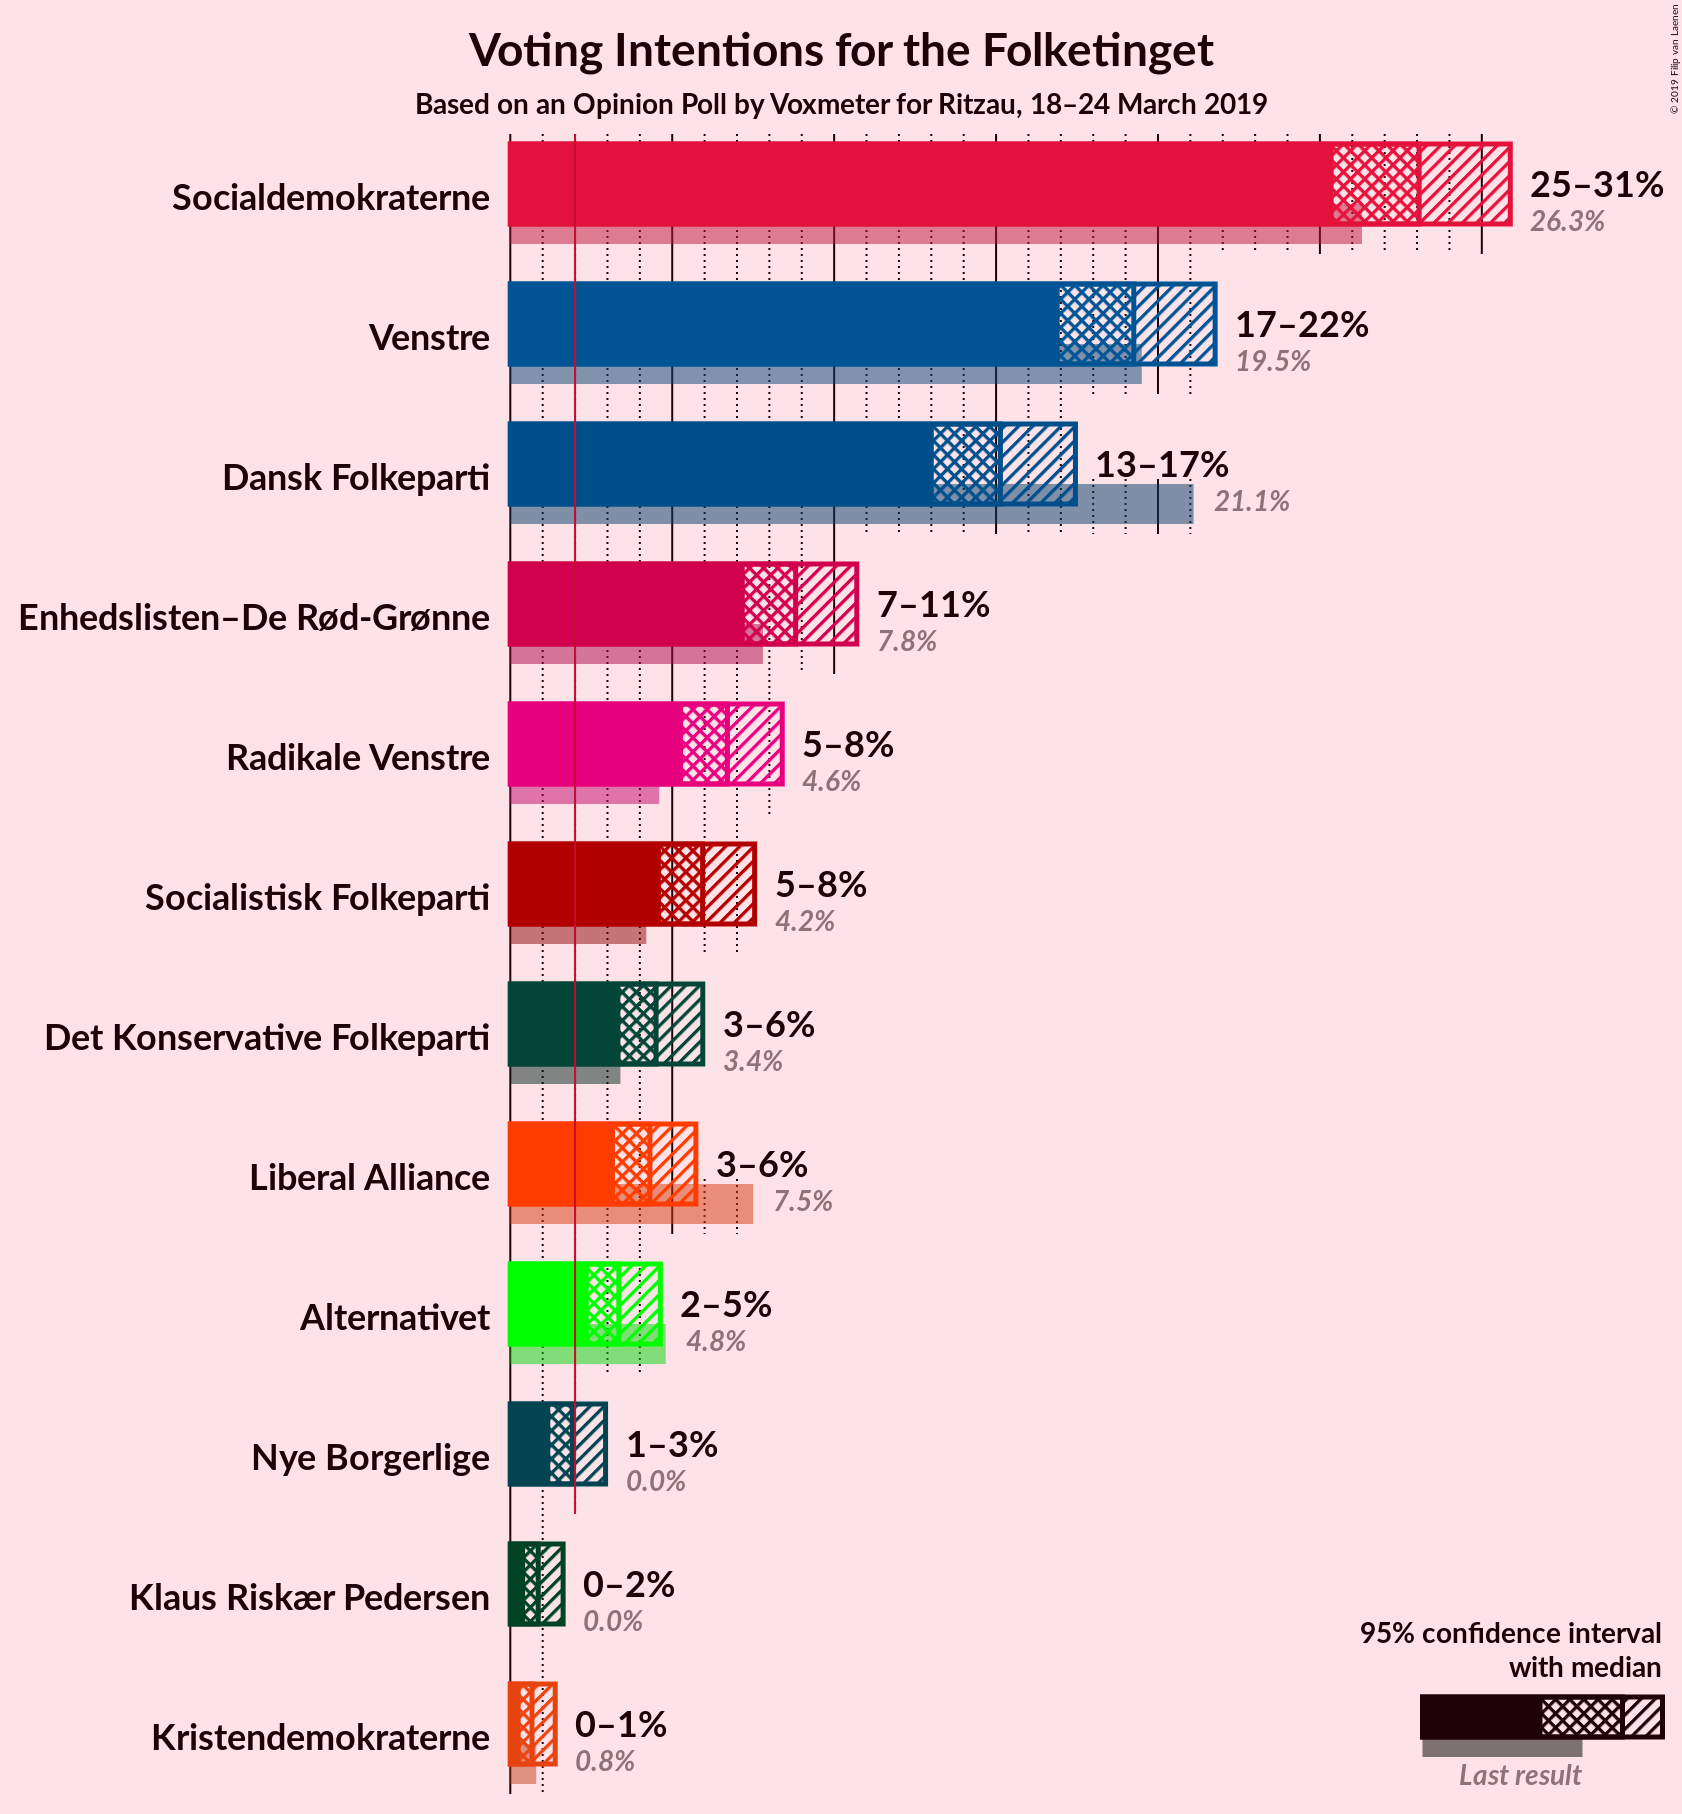 Voting Intentions for the Folketinget
Based on an Opinion Poll by Voxmeter for Ritzau, 18–24 March 2019
© 2019 Filip van Laenen
Socialdemokraterne
25–31%
26.3%
Venstre
17–22%
19.5%
Dansk Folkeparti
13–17%
21.1%
Enhedslisten–De Rød-Grønne
7–11%
7.8%
Radikale Venstre
5–8%
4.6%
Socialistisk Folkeparti
5–8%
4.2%
Det Konservative Folkeparti
3–6%
3.4%
Liberal Alliance
3–6%
7.5%
Alternativet
2–5%
4.8%
Nye Borgerlige
1–3%
0.0%
Klaus Riskær Pedersen
0–2%
0.0%
Kristendemokraterne
0–1%
0.8%
95% confidence interval
with median
Last result